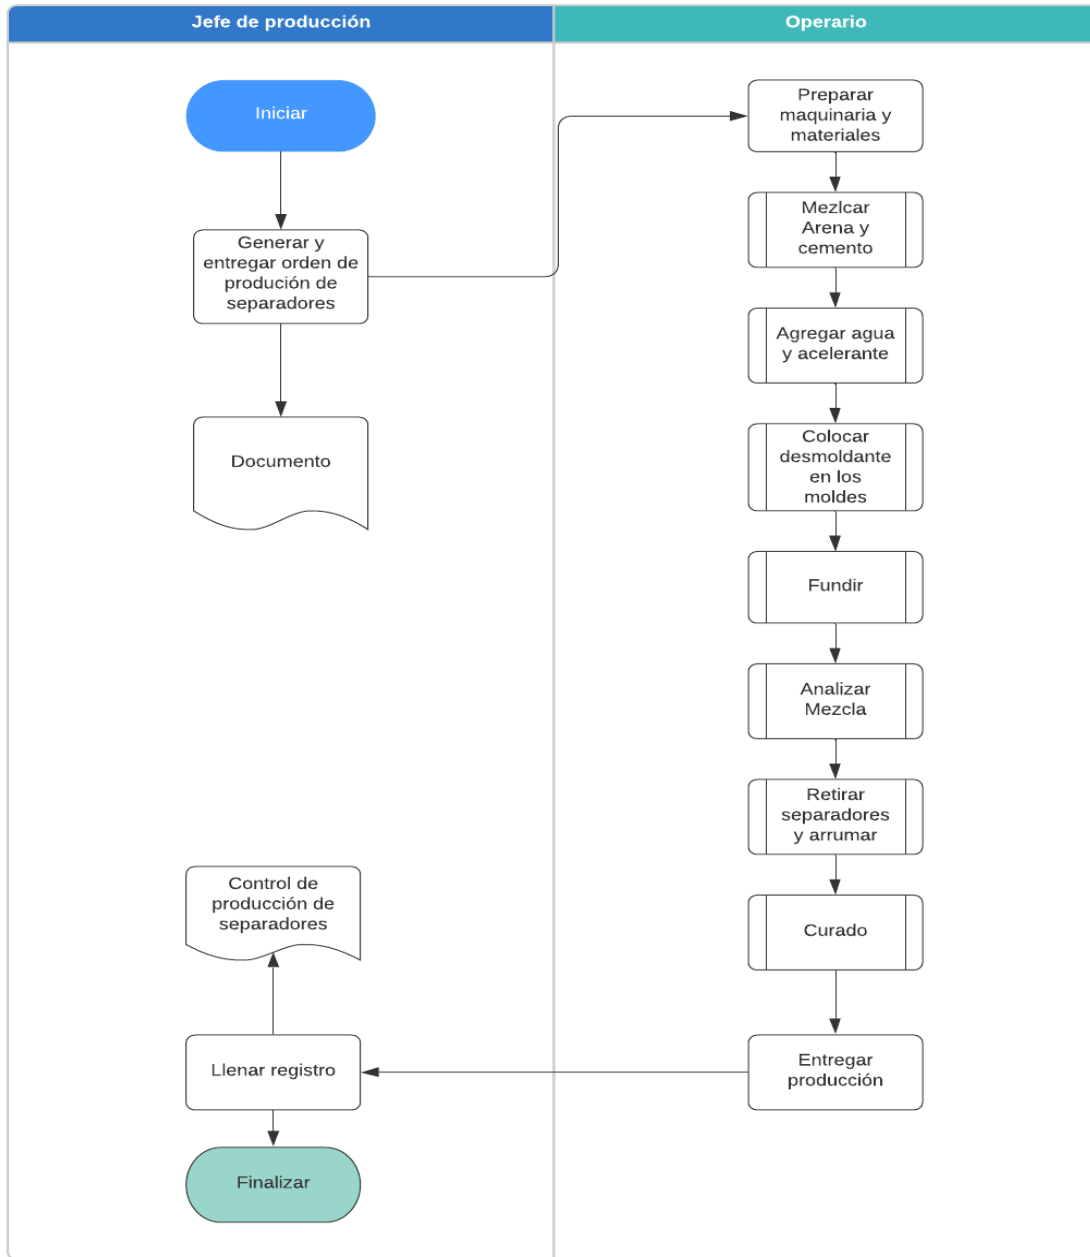 Jefe de producción
Operario
Iniciar
Generar y
entregar orden de
produción de
separadores
Documento
Preparar
maquinaria y
materiales
Mezlcar
Arena y
cemento
Agregar agua
y acelerante
Colocar
desmoldante
en los
moldes
Fundir
Analizar
Mezcla
Retirar
separadores
y arrumar
Curado
Entregar
producción
Control de
producción de
separadores
Llenar registro
Finalizar